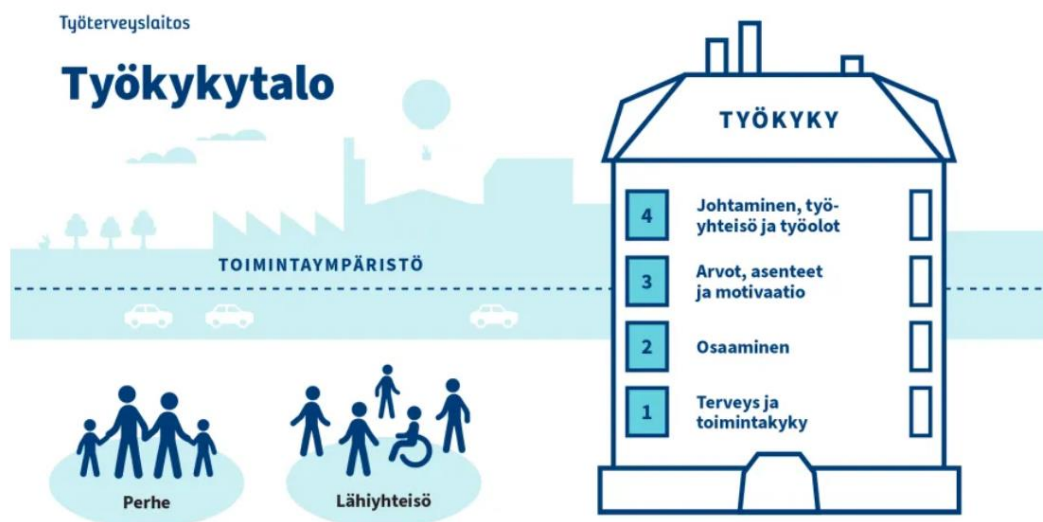 Työterveyslaitos
Työkykytalo
TOIMINTAYMPÄRISTÖ
Perhe
Lähiyhteisö
TYÖKYKY
4
Johtaminen, työ-
yhteisö ja työolot
3
Arvot, asenteet
ja motivaatio
2
Osaaminen
1
Terveys ja
toimintakyky